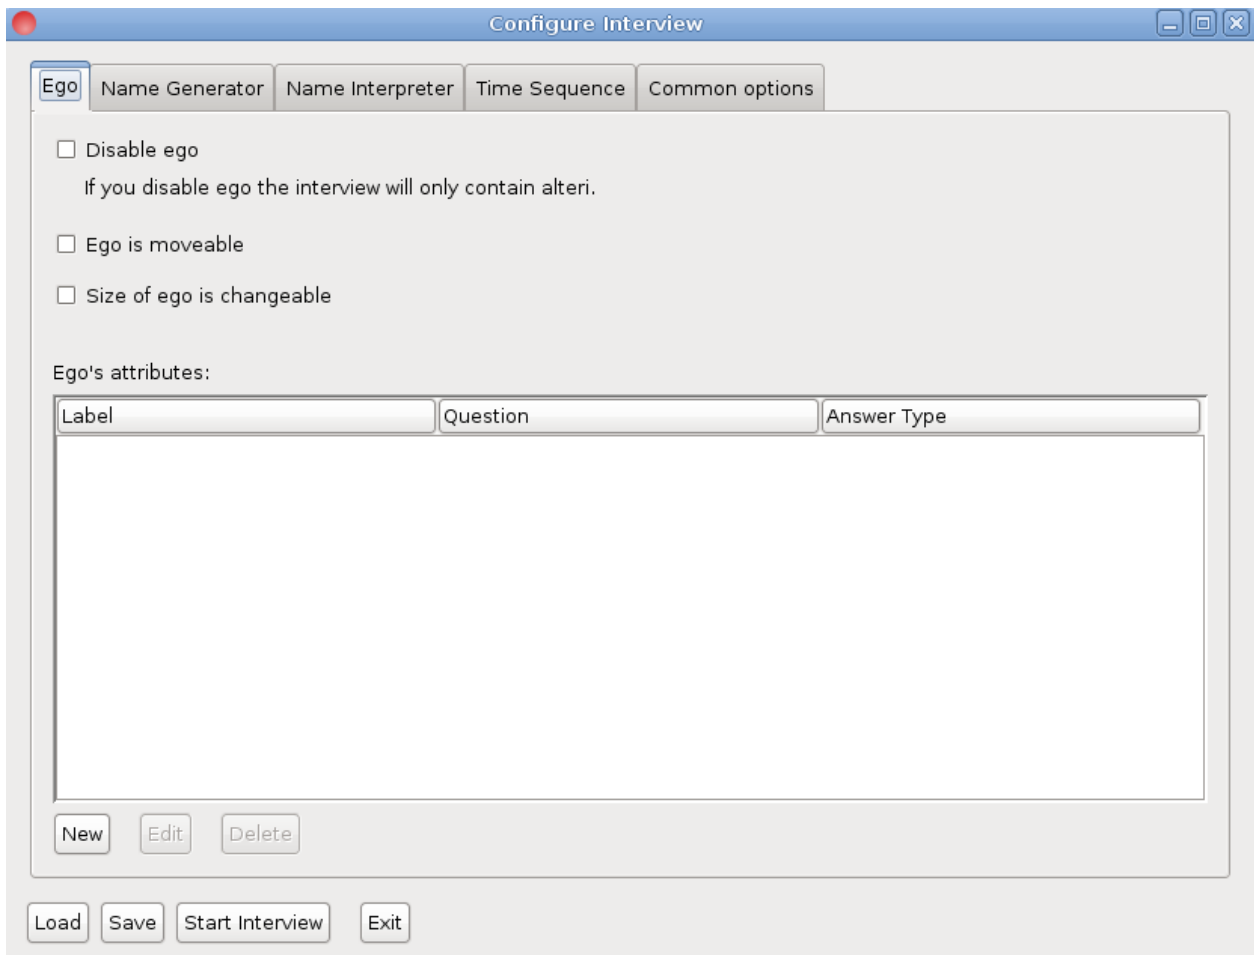 Configure Interview
Ego Name Generator Name Interpreter Time Sequence Common options
Disable ego
If you disable ego the interview will only contain alteri.
Ego is moveable
Size of ego is changeable
Ego's attributes:
Label Question Answer Type
New Edit Delete
Load Save Start Interview Exit